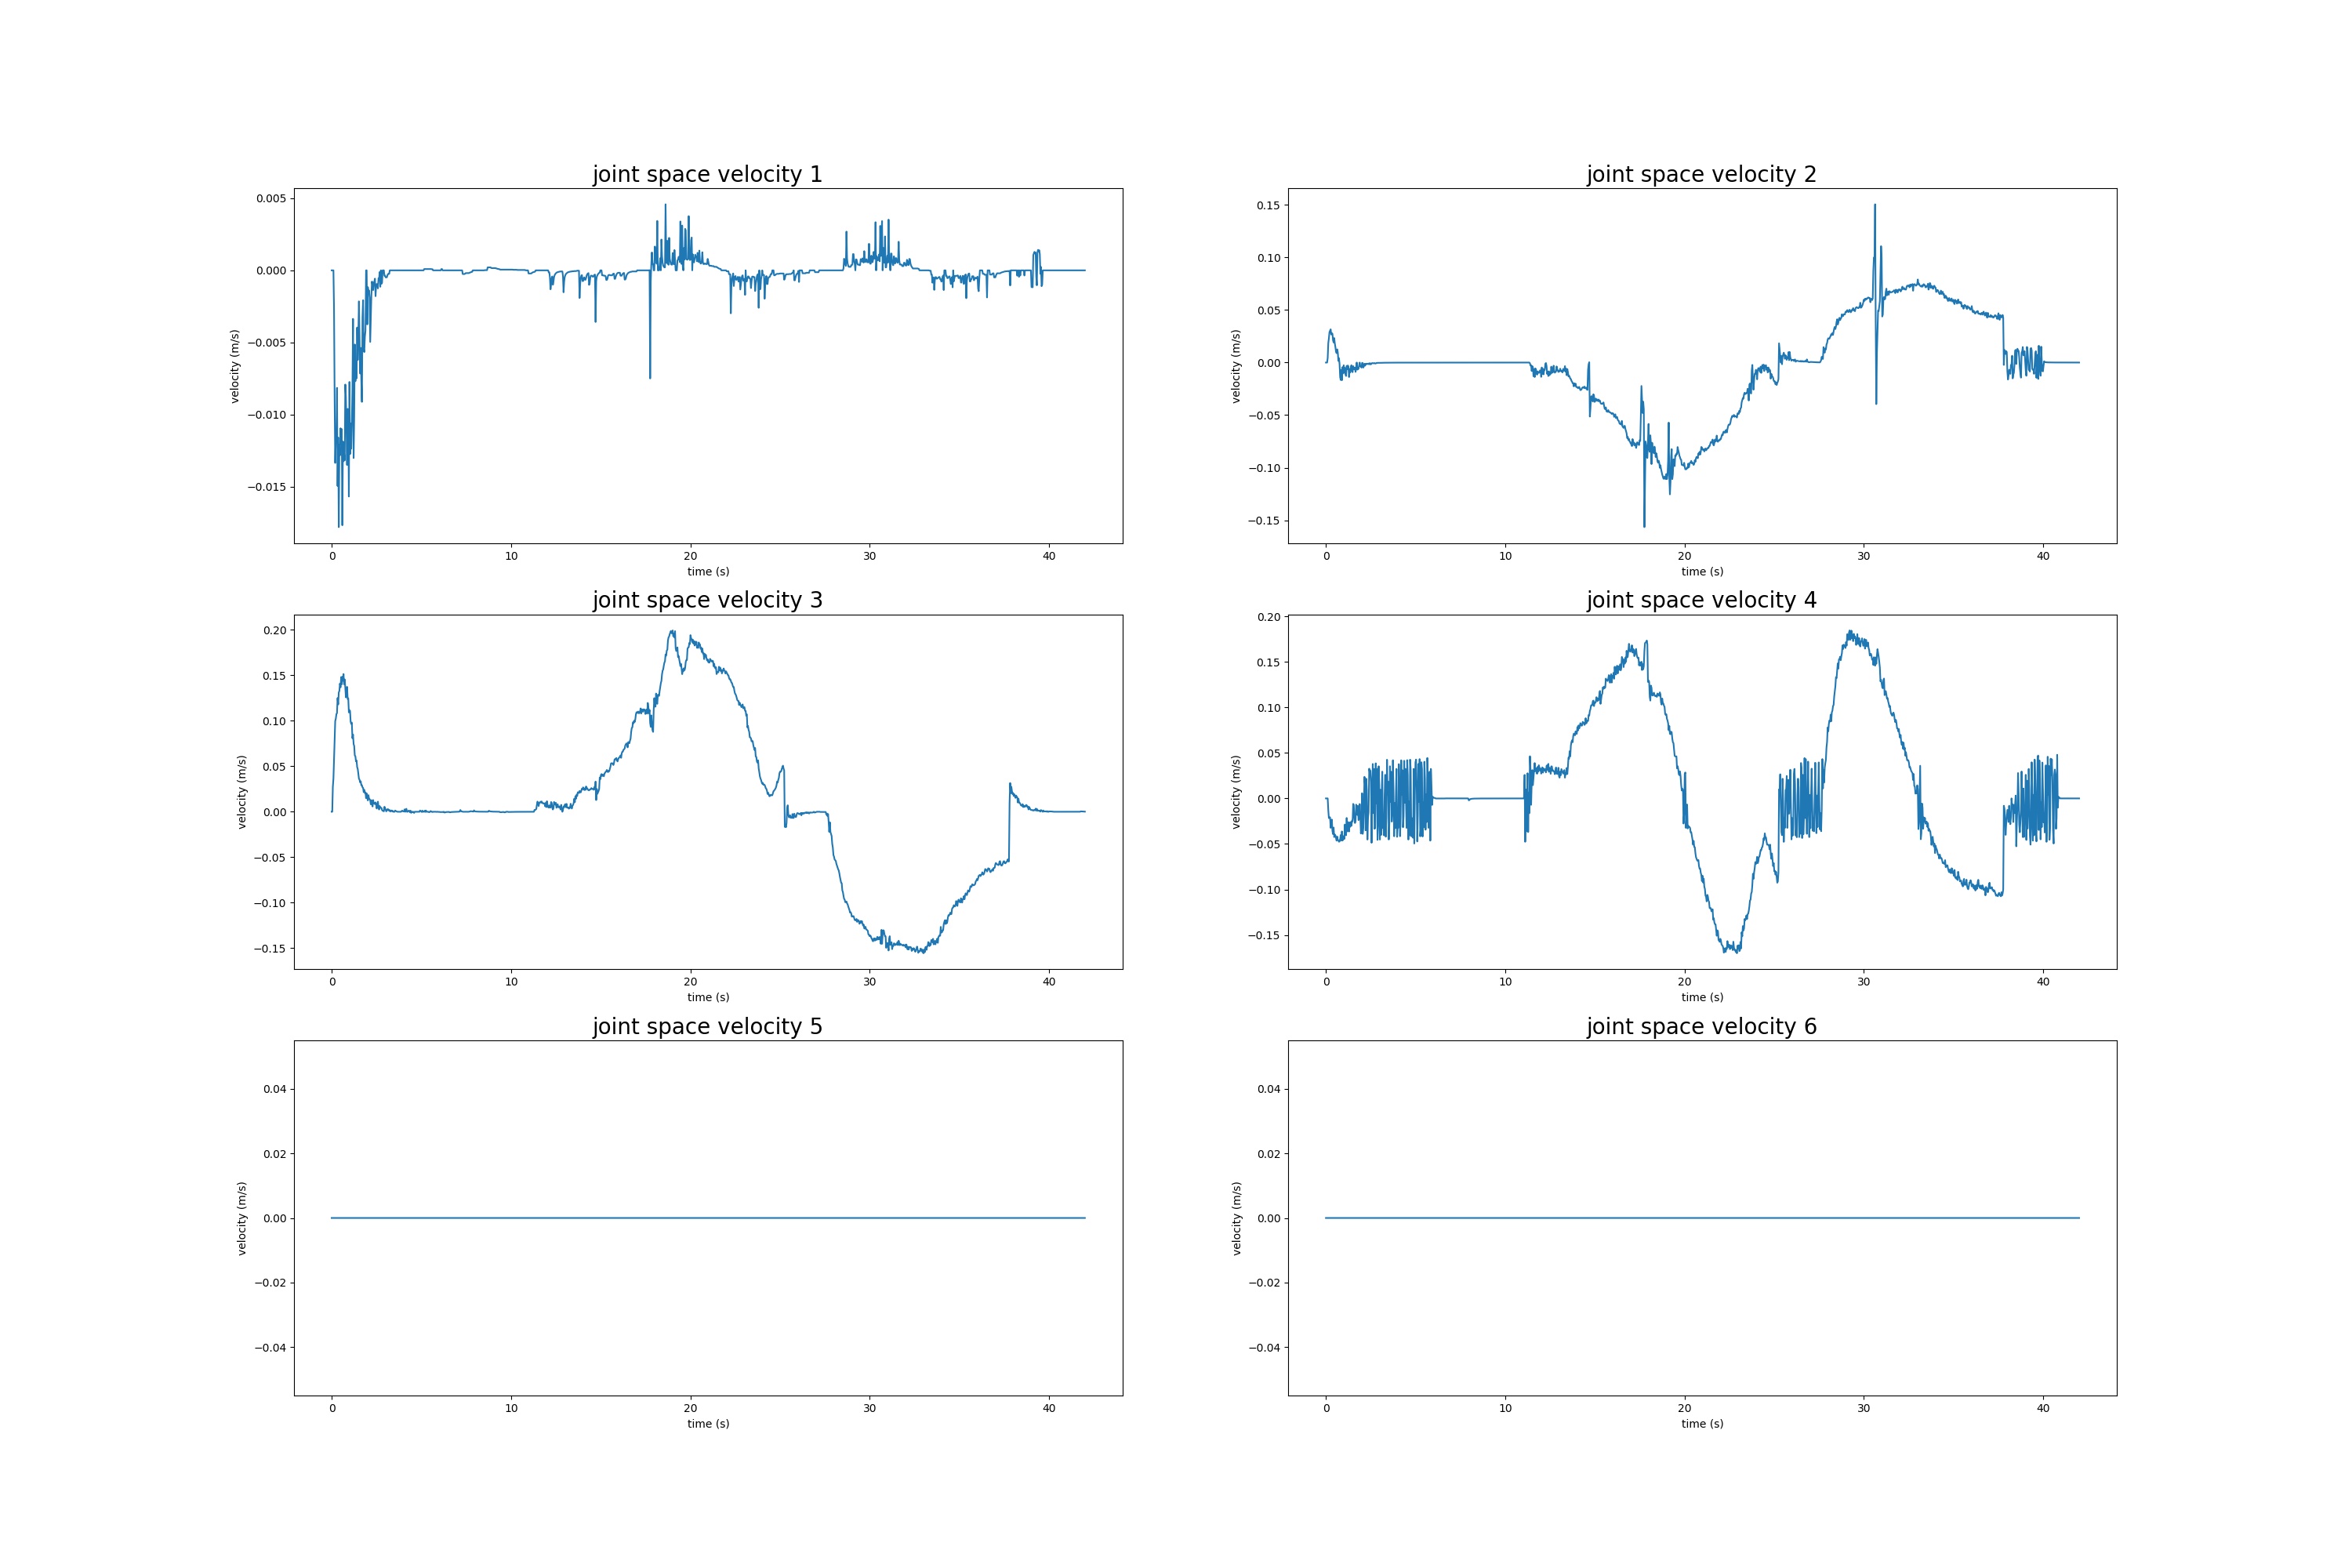 joint space velocity 1
0.005
0.000
−0.005
−0.010
−0.015
velocity (m/s)
0 10 20 30 40
time (s)
joint space velocity 2
0.15
0.10
0.05
0.00
−0.05
−0.10
−0.15
velocity (m/s)
0 10 20 30 40
time (s)
joint space velocity 3
0.20
0.15
0.10
0.05
0.00
−0.05
−0.10
−0.15
velocity (m/s)
0 10 20 30 40
time (s)
joint space velocity 4
0.20
0.15
0.10
0.05
0.00
−0.05
−0.10
−0.15
velocity (m/s)
0 10 20 30 40
time (s)
joint space velocity 5
0.04
0.02
0.00
−0.02
−0.04
velocity (m/s)
0 10 20 30 40
time (s)
joint space velocity 6
0.04
0.02
0.00
−0.02
−0.04
velocity (m/s)
0 10 20 30 40
time (s)